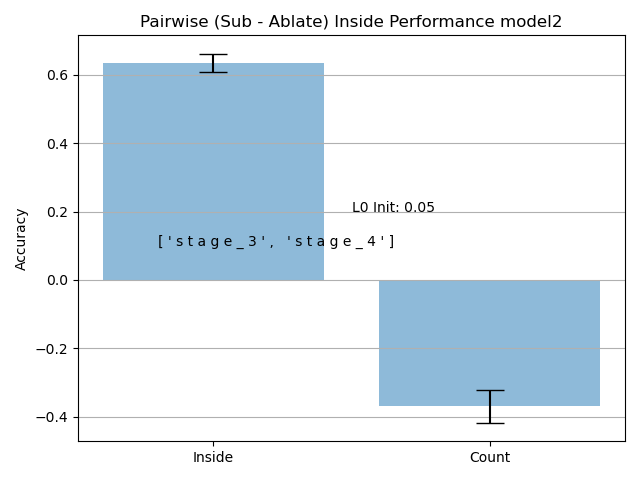 Pairwise (Sub - Ablate) Inside Performance model2
Accuracy
0.6
0.4
0.2
0.0
−0.2
−0.4
L0 Init: 0.05
['stage_3', 'stage_4']
Inside
Count